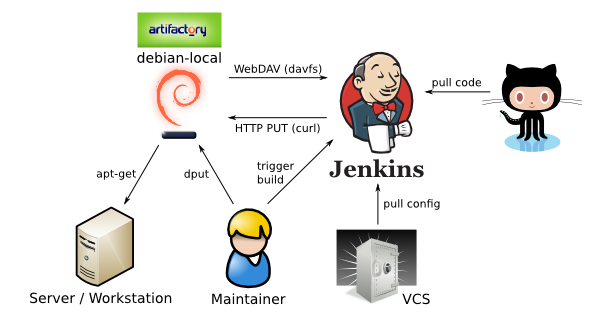 artifactory
debian-local
WebDAV (davfs)
pull code
HTTP PUT (curl)
Jenkins
apt-get
dput
trigger
build
pull config
Server / Workstation
Maintainer
VCS